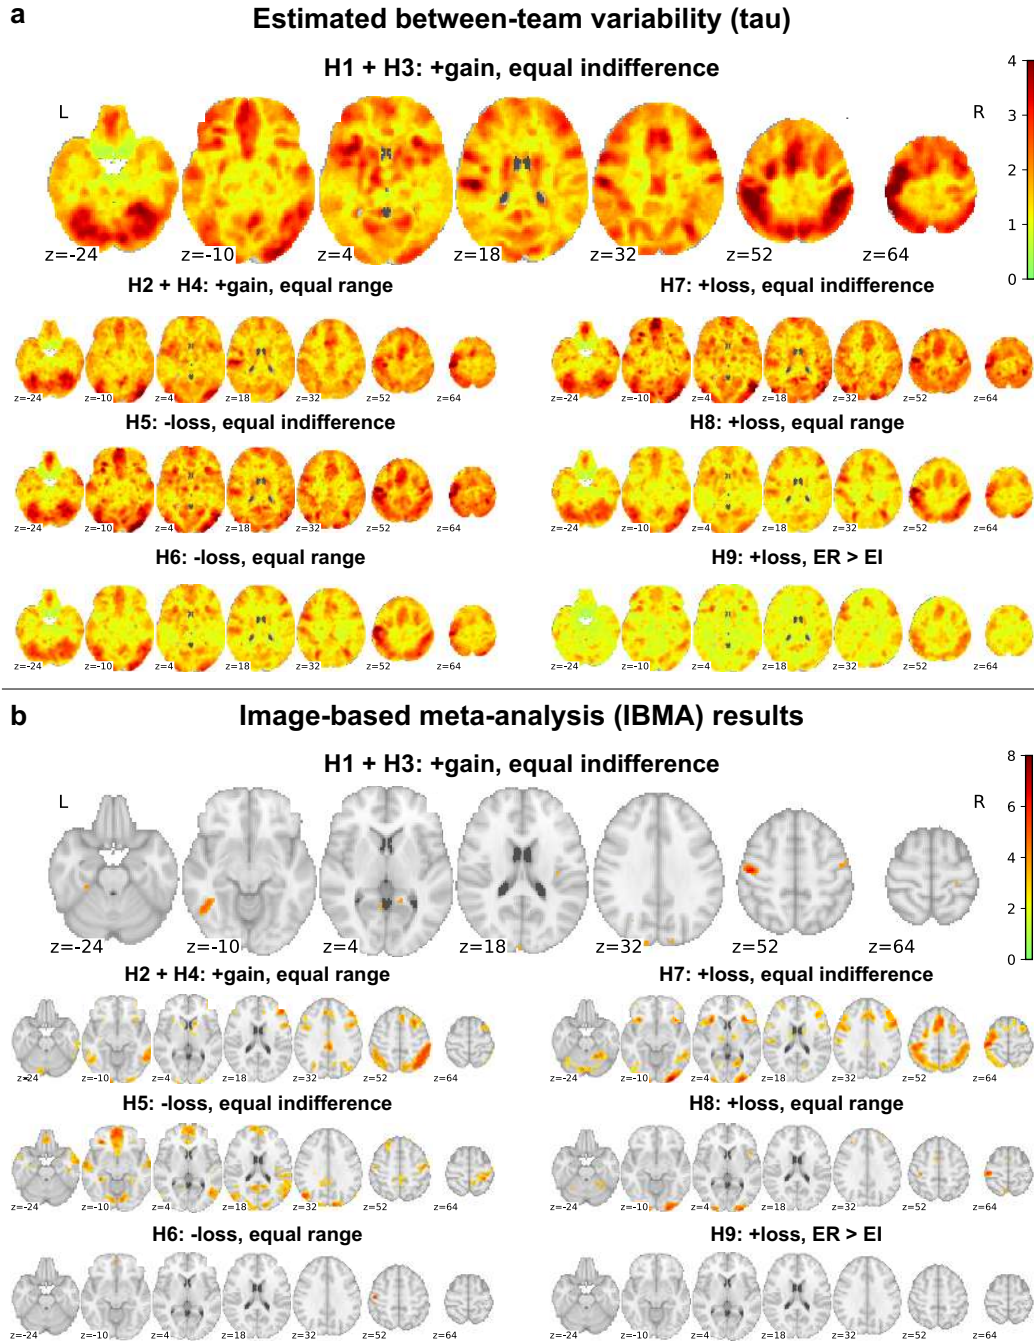 a
Estimated between-team variability (tau)
H1 + H3: +gain, equal indifference
L
R
4
3
2
1
0
z=-24 z=-10 z=4 z=18 z=32 z=52 z=64
H2 + H4: +gain, equal range
z=-24 z=-10 z=4 z=18 z=32 z=52 z=64
H7: +loss, equal indifference
z=-24 z=-10 z=4 z=18 z=32 z=52 z=64
H5: -loss, equal indifference
z=-24 z=-10 z=4 z=18 z=32 z=52 z=64
H8: +loss, equal range
z=-24 z=-10 z=4 z=18 z=32 z=52 z=64
H6: -loss, equal range
z=-24 z=-10 z=4 z=18 z=32 z=52 z=64
H9: +loss, ER > EI
z=-24 z=-10 z=4 z=18 z=32 z=52 z=64
b
Image-based meta-analysis (IBMA) results
H1 + H3: +gain, equal indifference
L
R
8
6
4
2
0
z=-24 z=-10 z=4 z=18 z=32 z=52 z=64
H2 + H4: +gain, equal range
z=-24 z=-10 z=4 z=18 z=32 z=52 z=64
H7: +loss, equal indifference
z=-24 z=-10 z=4 z=18 z=32 z=52 z=64
H5: -loss, equal indifference
z=-24 z=-10 z=4 z=18 z=32 z=52 z=64
H8: +loss, equal range
z=-24 z=-10 z=4 z=18 z=32 z=52 z=64
H6: -loss, equal range
z=-24 z=-10 z=4 z=18 z=32 z=52 z=64
H9: +loss, ER > EI
z=-24 z=-10 z=4 z=18 z=32 z=52 z=64